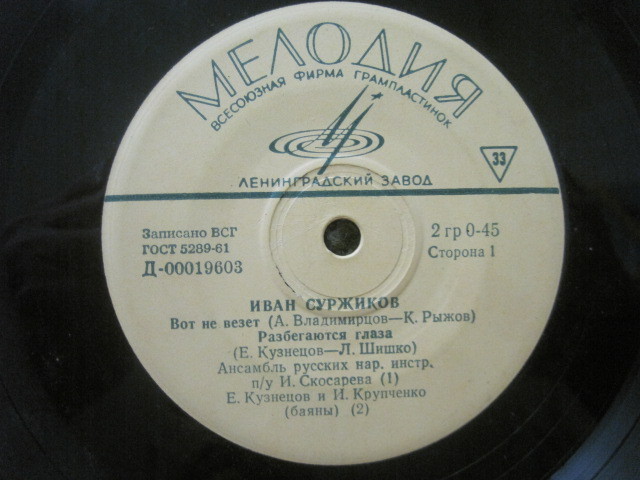 МЕЛОДИЯ
ВСЕСОЮЗНАЯ ФИРМА ГРАМПЛАСТИНОК
33
ЛЕНИНГРАДСКИЙ ЗАВОД
Записано ВСГ
ГОСТ 5289-61
Д-00019603
2 гр 0-45
Сторона 1
ИВАН СУРЖИКОВ
Вот не везет (А. Владимирцов—К. Рыжов)
Разбегаются глаза
(Е. Кузнецов—Л. Шишко)
Ансамбль русских нар. инстр.
п/у И. Скосарева (1)
Е. Кузнецов и И. Крупченко
(баяны) (2)